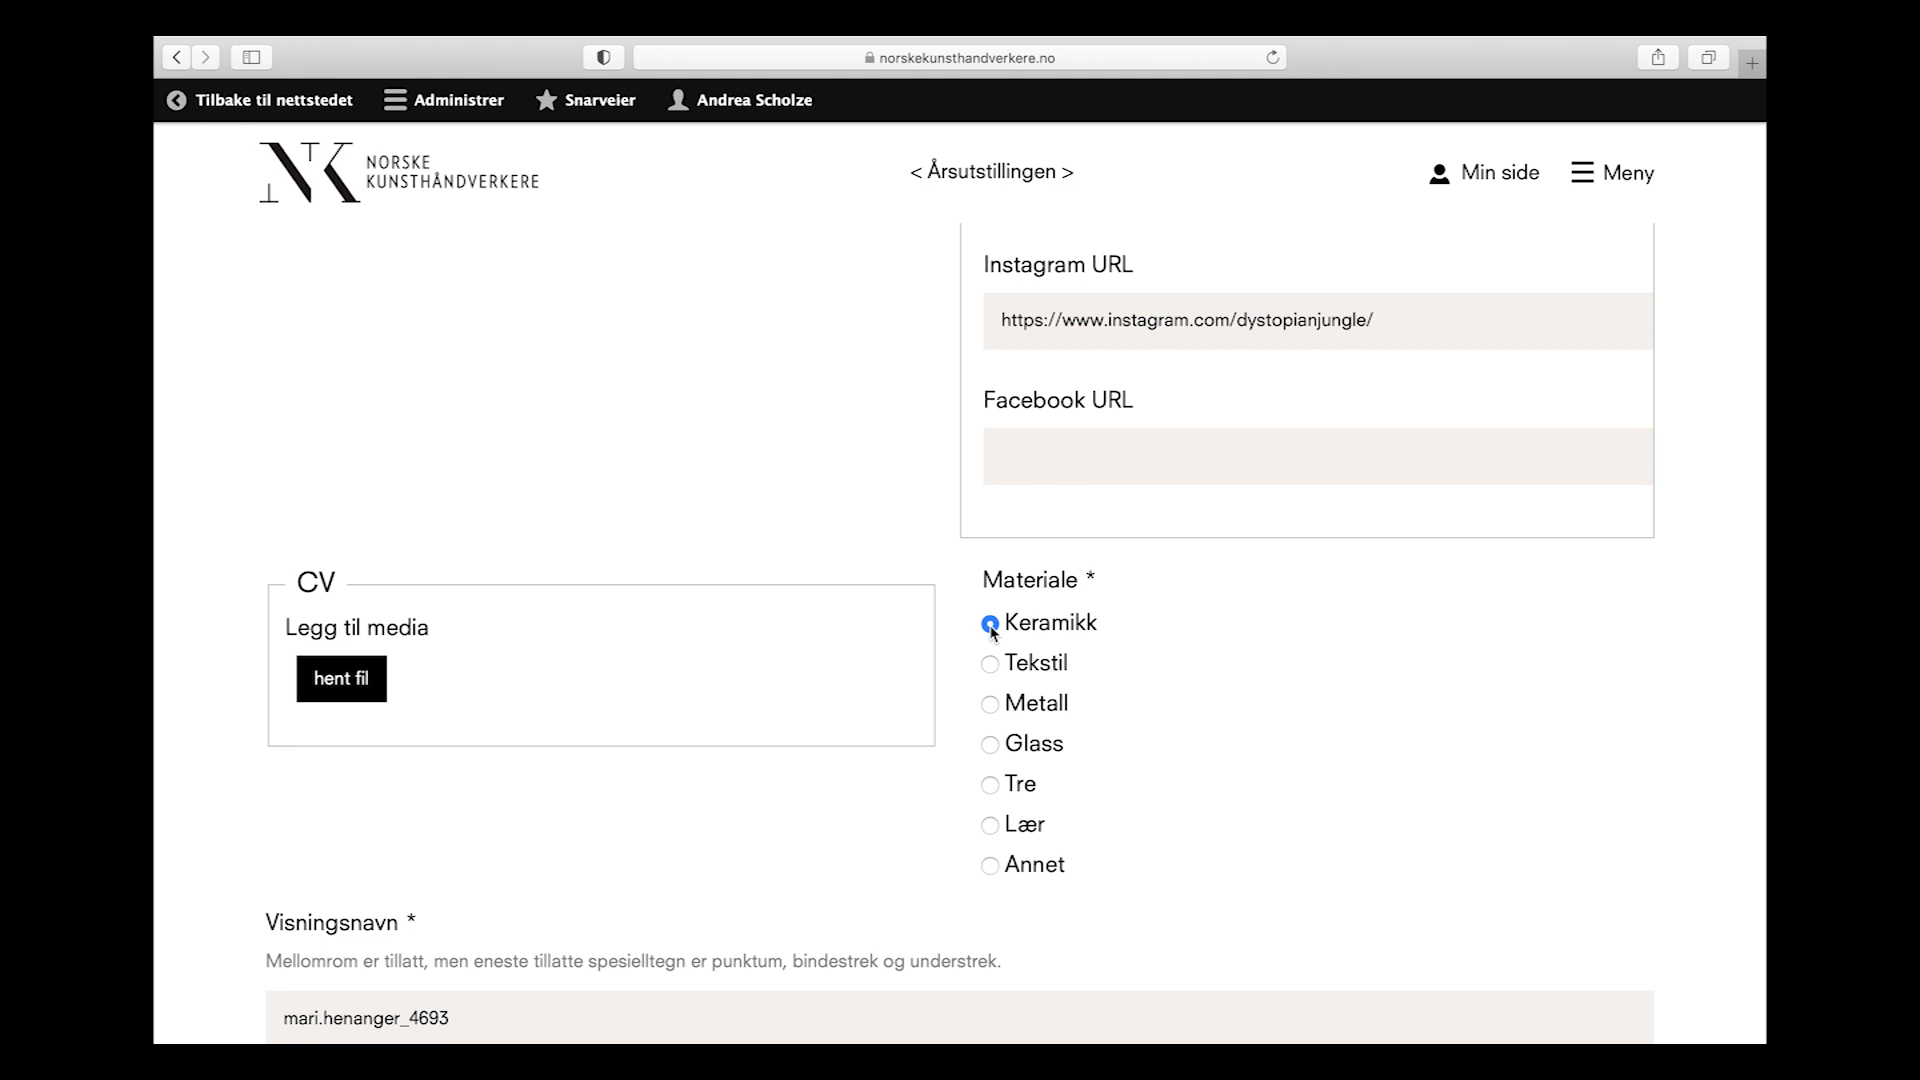 norskekunsthandverkere.no
Tilbake til nettstedet
Administrer
Snarveier
Andrea Scholze
NK NORSKE
KUNSTHÅNDVERKERE
< Årsutstillingen >
Min side
Meny
Instagram URL
https://www.instagram.com/dystopianjungle/
Facebook URL
CV
Legg til media
hent fil
Materiale *
Keramikk
Tekstil
Metall
Glass
Tre
Lær
Annet
Visningsnavn *
Mellomrom er tillatt, men eneste tillatte spesielltegn er punktum, bindestrek og understrek.
mari.henanger_4693